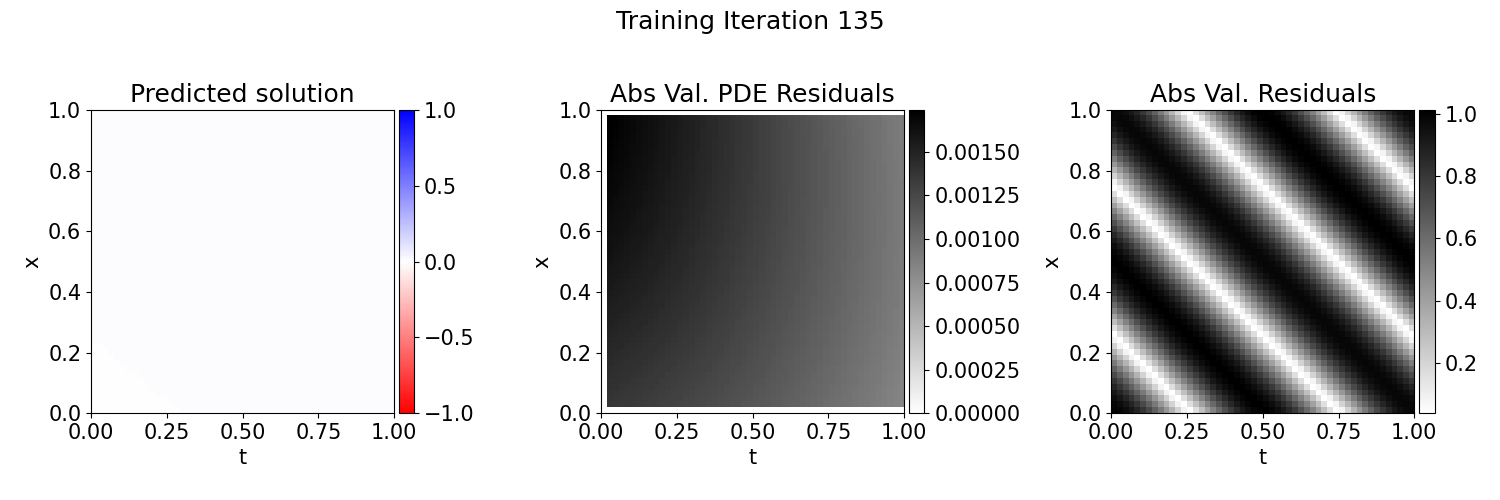 Training Iteration 135
Predicted solution
1.0
0.8
0.6
0.4
0.2
0.0
x
0.00 0.25 0.50 0.75 1.00
t
1.0
0.5
0.0
−0.5
−1.0
Abs Val. PDE Residuals
1.0
0.8
0.6
0.4
0.2
0.0
x
0.00 0.25 0.50 0.75 1.00
t
0.00150
0.00125
0.00100
0.00075
0.00050
0.00025
0.00000
Abs Val. Residuals
1.0
0.8
0.6
0.4
0.2
0.0
x
0.00 0.25 0.50 0.75 1.00
t
1.0
0.8
0.6
0.4
0.2